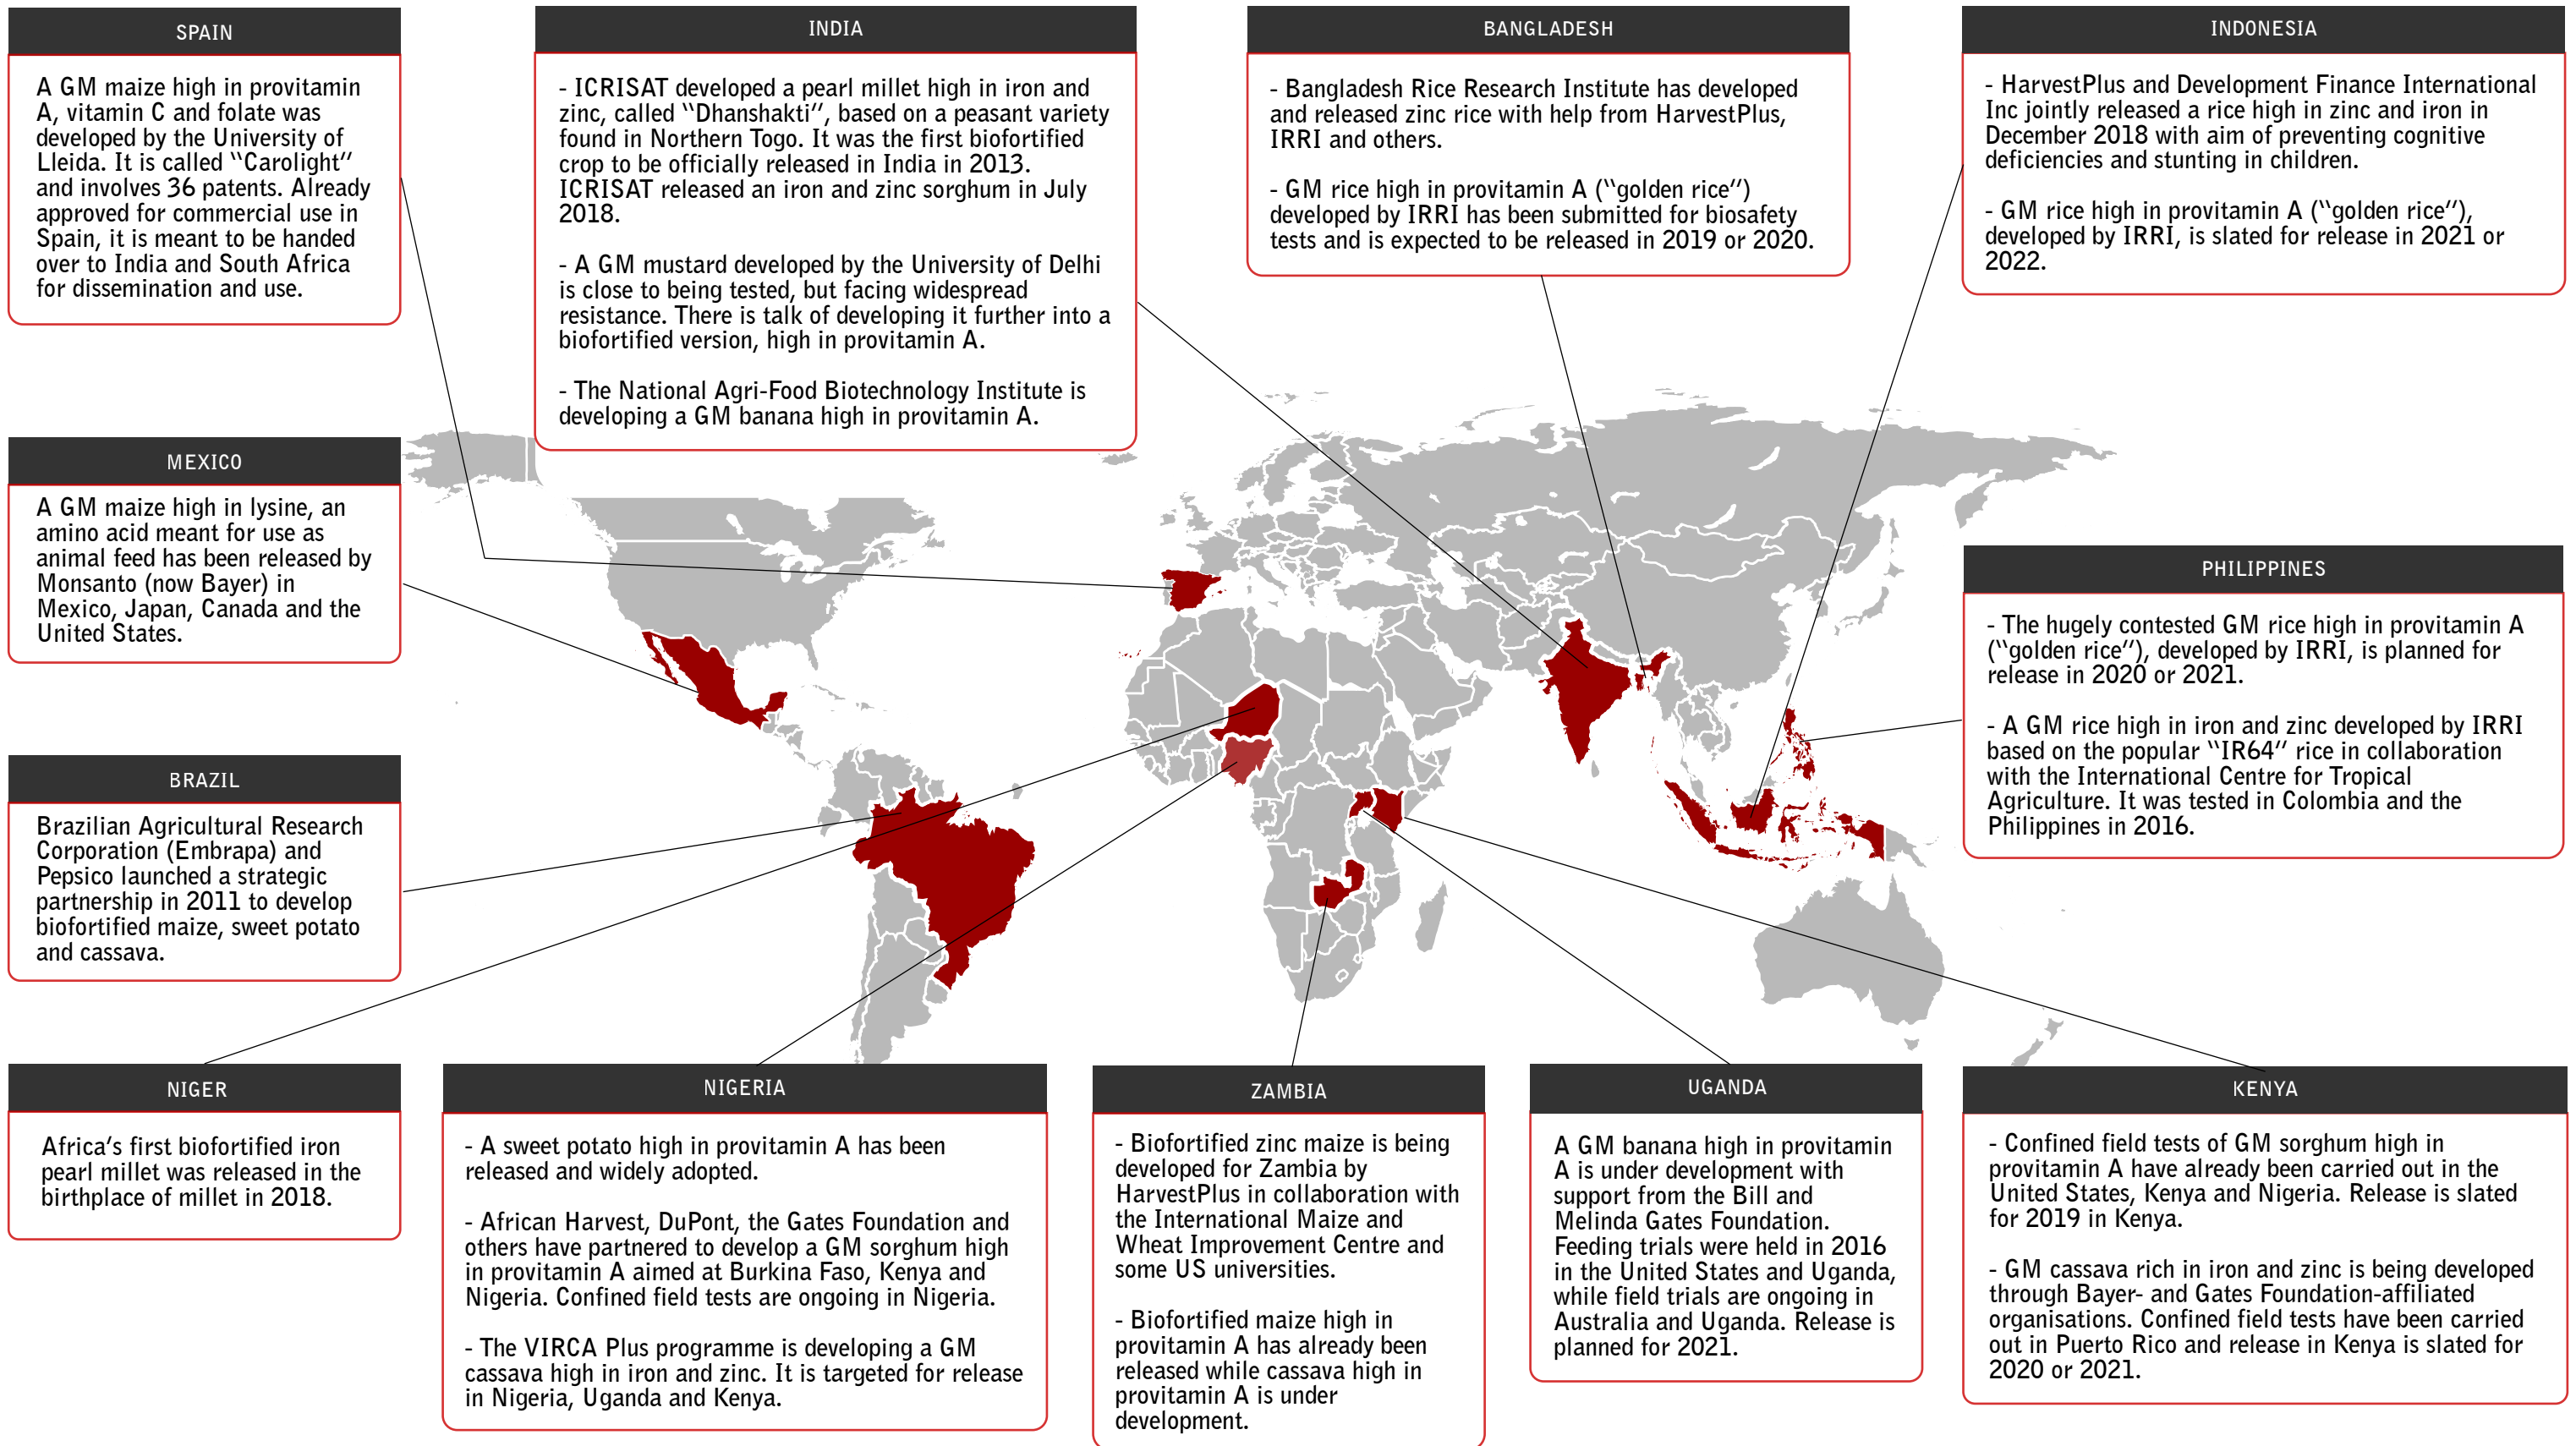 SPAIN
A GM maize high in provitamin
A, vitamin C and folate was
developed by the University of
Lleida. It is called “Carolight”
and involves 36 patents. Already
approved for commercial use in
Spain, it is meant to be handed
over to India and South Africa
for dissemination and use.
INDIA
- ICRISAT developed a pearl millet high in iron and
zinc, called “Dhanshakti”, based on a peasant variety
found in Northern Togo. It was the first biofortified
crop to be officially released in India in 2013.
ICRISAT released an iron and zinc sorghum in July
2018.
- A GM mustard developed by the University of Delhi
is close to being tested, but facing widespread
resistance. There is talk of developing it further into a
biofortified version, high in provitamin A.
- The National Agri-Food Biotechnology Institute is
developing a GM banana high in provitamin A.
BANGLADESH
- Bangladesh Rice Research Institute has developed
and released zinc rice with help from HarvestPlus,
IRRI and others.
- GM rice high in provitamin A (“golden rice”)
developed by IRRI has been submitted for biosafety
tests and is expected to be released in 2019 or 2020.
INDONESIA
- HarvestPlus and Development Finance International
Inc jointly released a rice high in zinc and iron in
December 2018 with aim of preventing cognitive
deficiencies and stunting in children.
- GM rice high in provitamin A (“golden rice”),
developed by IRRI, is slated for release in 2021 or
2022.
MEXICO
A GM maize high in lysine, an
amino acid meant for use as
animal feed has been released by
Monsanto (now Bayer) in
Mexico, Japan, Canada and the
United States.
PHILIPPINES
- The hugely contested GM rice high in provitamin A
(“golden rice”), developed by IRRI, is planned for
release in 2020 or 2021.
- A GM rice high in iron and zinc developed by IRRI
based on the popular “IR64” rice in collaboration
with the International Centre for Tropical
Agriculture. It was tested in Colombia and the
Philippines in 2016.
BRAZIL
Brazilian Agricultural Research
Corporation (Embrapa) and
Pepsico launched a strategic
partnership in 2011 to develop
biofortified maize, sweet potato
and cassava.
NIGER
Africa’s first biofortified iron
pearl millet was released in the
birthplace of millet in 2018.
NIGERIA
- A sweet potato high in provitamin A has been
released and widely adopted.
- African Harvest, DuPont, the Gates Foundation and
others have partnered to develop a GM sorghum high
in provitamin A aimed at Burkina Faso, Kenya and
Nigeria. Confined field tests are ongoing in Nigeria.
- The VIRCA Plus programme is developing a GM
cassava high in iron and zinc. It is targeted for release
in Nigeria, Uganda and Kenya.
ZAMBIA
- Biofortified zinc maize is being
developed for Zambia by
HarvestPlus in collaboration with
the International Maize and
Wheat Improvement Centre and
some US universities.
- Biofortified maize high in
provitamin A has already been
released while cassava high in
provitamin A is under
development.
UGANDA
A GM banana high in provitamin
A is under development with
support from the Bill and
Melinda Gates Foundation.
Feeding trials were held in 2016
in the United States and Uganda,
while field trials are ongoing in
Australia and Uganda. Release is
planned for 2021.
KENYA
- Confined field tests of GM sorghum high in
provitamin A have already been carried out in the
United States, Kenya and Nigeria. Release is slated
for 2019 in Kenya.
- GM cassava rich in iron and zinc is being developed
through Bayer- and Gates Foundation-affiliated
organisations. Confined field tests have been carried
out in Puerto Rico and release in Kenya is slated for
2020 or 2021.